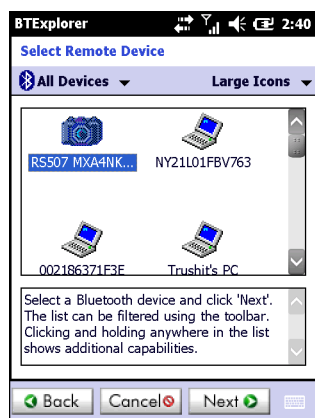 BTExplorer 2:40
Select Remote Device
All Devices Large Icons
RS507 MXA4NK... NY21L01FBV763
002186371F3E Trushit's PC
Select a Bluetooth device and click 'Next'.
The list can be filtered using the toolbar.
Clicking and holding anywhere in the list
shows additional capabilities.
Back Cancel Next